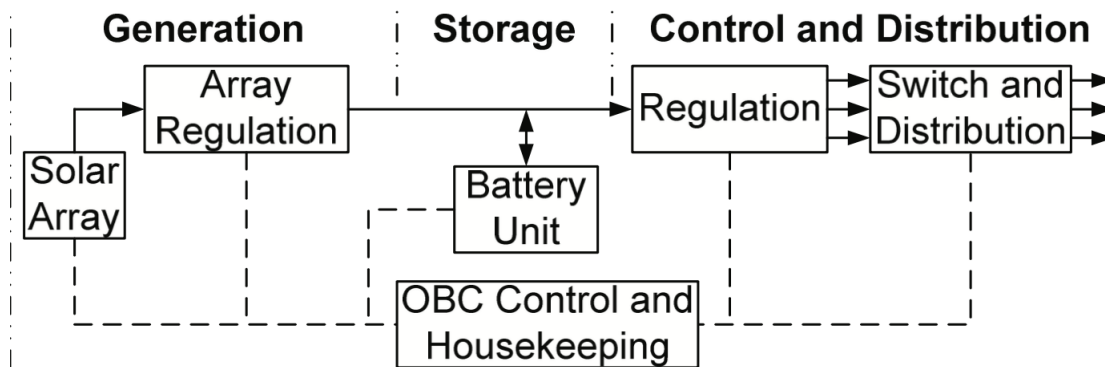 Generation
Storage
Control and Distribution
Array
Regulation
Regulation
Switch and
Distribution
Solar
Array
Battery
Unit
OBC Control and
Housekeeping